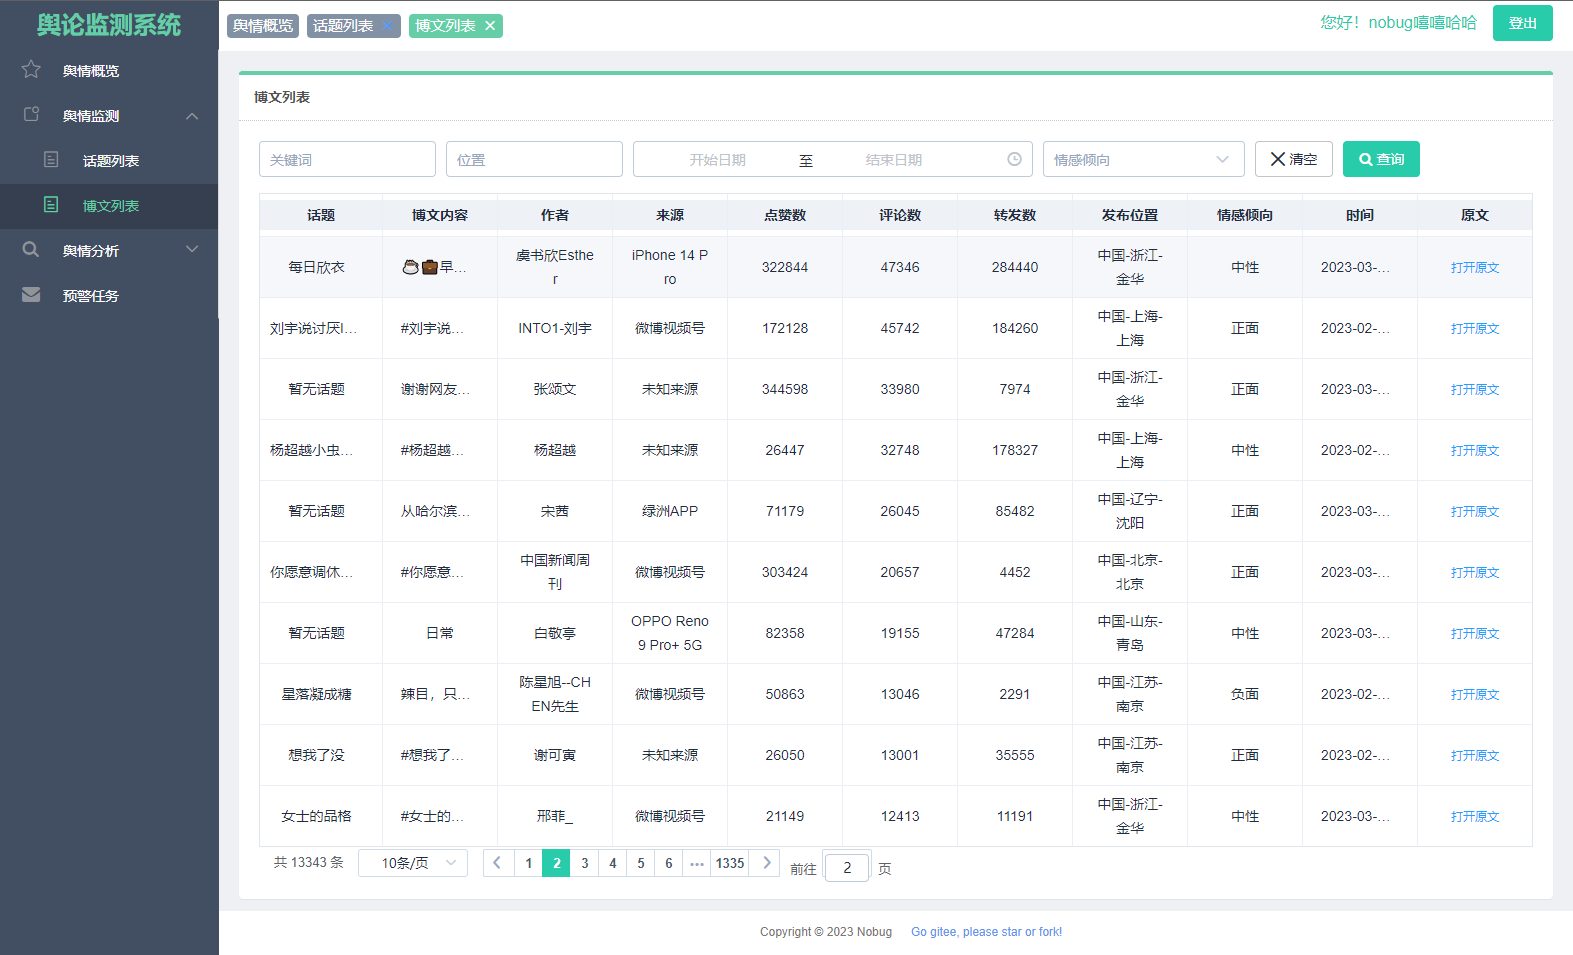 舆论监测系统
舆情概览
舆情监测
话题列表
博文列表
舆情分析
预警任务
舆情概览 话题列表 博文列表
您好！nobug嘻嘻哈哈 登出
博文列表
关键词 位置 开始日期 至 结束日期 情感倾向 清空 查询
话题 博文内容 作者 来源 点赞数 评论数 转发数 发布位置 情感倾向 时间 原文
每日欣衣 ☕💼早… 虞书欣Esthe
r iPhone 14 P
ro 322844 47346 284440 中国-浙江-
金华 中性 2023-03-... 打开原文
刘宇说讨厌I… #刘宇说… INTO1-刘宇 微博视频号 172128 45742 184260 中国-上海-
上海 正面 2023-02-... 打开原文
暂无话题 谢谢网友… 张颂文 未知来源 344598 33980 7974 中国-浙江-
金华 正面 2023-03-... 打开原文
杨超越小虫… #杨超越… 杨超越 未知来源 26447 32748 178327 中国-上海-
上海 中性 2023-02-... 打开原文
暂无话题 从哈尔滨… 宋茜 绿洲APP 71179 26045 85482 中国-辽宁-
沈阳 正面 2023-03-... 打开原文
你愿意调休… #你愿意… 中国新闻周
刊 微博视频号 303424 20657 4452 中国-北京-
北京 正面 2023-03-... 打开原文
暂无话题 日常 白敬亭 OPPO Reno
9 Pro+ 5G 82358 19155 47284 中国-山东-
青岛 中性 2023-03-... 打开原文
星落凝成糖 辣目，只… 陈星旭--CH
EN先生 微博视频号 50863 13046 2291 中国-江苏-
南京 负面 2023-02-... 打开原文
想我了没 #想我了… 谢可寅 未知来源 26050 13001 35555 中国-江苏-
南京 正面 2023-02-... 打开原文
女士的品格 #女士的… 邢菲_ 微博视频号 21149 12413 11191 中国-浙江-
金华 中性 2023-03-... 打开原文
共 13343 条 10条/页 1 2 3 4 5 6 ··· 1335 前往 2 页
Copyright © 2023 Nobug Go gitee, please star or fork!